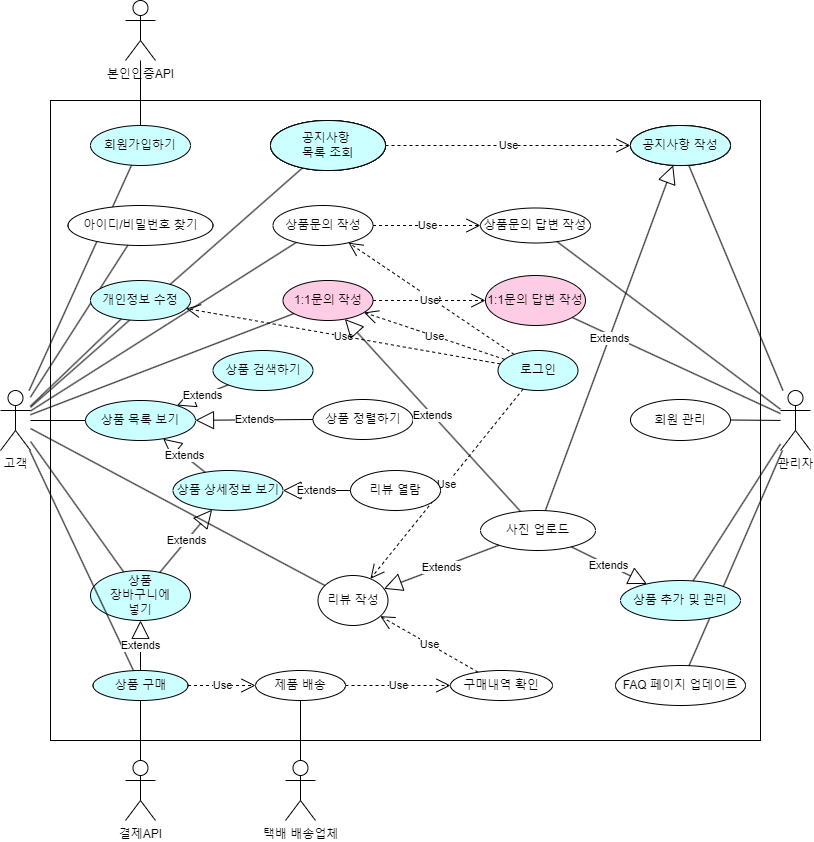 본인인증API
회원가입하기
공지사항
목록 조회
Use
공지사항 작성
아이디/비밀번호 찾기
상품문의 작성
Use
상품문의 답변 작성
개인정보 수정
1:1문의 작성
Use
1:1문의 답변 작성
Use
Use
Extends
상품 검색하기
로그인
Extends
고객
상품 목록 보기
Extends
상품 정렬하기
Extends
회원 관리
관리자
Extends
상품 상세정보 보기
Extends
리뷰 열람
Use
사진 업로드
Extends
Extends
Extends
상품
장바구니에
넣기
리뷰 작성
상품 추가 및 관리
Extends
Use
상품 구매
Use
제품 배송
Use
구매내역 확인
FAQ 페이지 업데이트
결제API
택배 배송업체